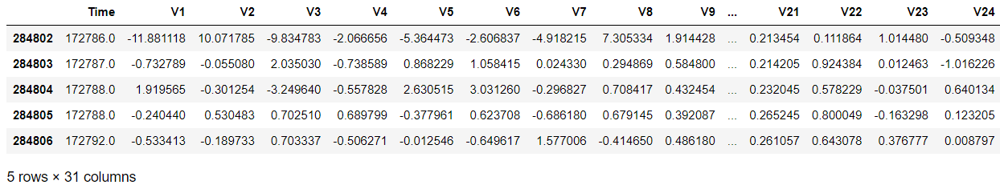 Time V1 V2 V3 V4 V5 V6 V7 V8 V9 ... V21 V22 V23 V24
284802 172786.0 -11.881118 10.071785 -9.834783 -2.066656 -5.364473 -2.606837 -4.918215 7.305334 1.914428 ... 0.213454 0.111864 1.014480 -0.509348
284803 172787.0 -0.732789 -0.055080 2.035030 -0.738589 0.868229 1.058415 0.024330 0.294869 0.584800 ... 0.214205 0.924384 0.012463 -1.016226
284804 172788.0 1.919565 -0.301254 -3.249640 -0.557828 2.630515 3.031260 -0.296827 0.708417 0.432454 ... 0.232045 0.578229 -0.037501 0.640134
284805 172788.0 -0.240440 0.530483 0.702510 0.689799 -0.377961 0.623708 -0.686180 0.679145 0.392087 ... 0.265245 0.800049 -0.163298 0.123205
284806 172792.0 -0.533413 -0.189733 0.703337 -0.506271 -0.012546 -0.649617 1.577006 -0.414650 0.486180 ... 0.261057 0.643078 0.376777 0.008797
5 rows × 31 columns